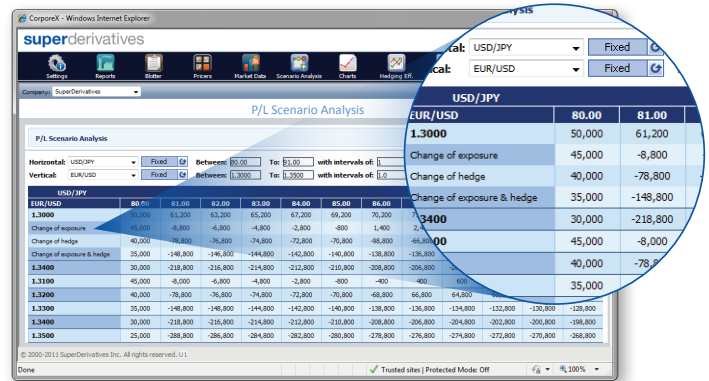 CorporeX - Windows Internet Explorer
superderivatives
Settings Reports Blotter Pricers Market Data Scenario Analysis Charts Hedging Eff.
Company: SuperDerivatives
P/L Scenario Analysis
P/L Scenario Analysis
Horizontal: USD/JPY Fixed Between: 80.00 To: 91.00 with intervals of: 1
Vertical: EUR/USD Fixed Between: 1.3000 To: 1.3500 with intervals of: 1.0
USD/JPY
EUR/USD 80.00 81.00 82.00 83.00 84.00 85.00 86.00
1.3000 50,000 61,200 63,200 65,200 67,200 69,200 70,200
Change of exposure 45,000 -8,800 -6,800 -4,800 -2,800 -800 1,400
Change of hedge 40,000 -78,800 -76,800 -74,800 -72,800 -70,800 -98,800 -66,800
Change of exposure & hedge 35,000 -148,800 -146,800 -144,800 -142,800 -140,800 -138,800 -136,800
1.3400 30,000 -218,800 -216,800 -214,800 -212,800 -210,800 -208,800 -206,800
1.3100 45,000 -8,000 -6,800 -4,800 -2,800 -800 -400 400 600
1.3200 40,000 -78,800 -76,800 -74,800 -72,800 -70,800 -68,800 66,800 64,800
1.3300 35,000 -148,800 -148,800 -144,800 -142,800 -140,800 -138,800 -136,800 -134,800 -132,800 -130,800 -128,800
1.3400 30,000 -218,800 -216,800 -214,800 -212,800 -210,800 -208,800 -206,800 -204,800 -202,800 -200,800 -198,800
1.3500 25,000 -288,800 -286,800 -284,800 -282,800 -280,800 -278,800 -276,800 -274,800 -272,800 -270,800 -268,800
© 2000-2011 SuperDerivatives Inc. All rights reserved. U1
Done Trusted sites | Protected Mode: Off 100%
USD/JPY Fixed
EUR/USD Fixed
USD/JPY
EUR/USD 80.00 81.00
1.3000 50,000 61,200
Change of exposure 45,000 -8,800
Change of hedge 40,000 -78,800
Change of exposure & hedge 35,000 -148,800
30,000 -218,800
45,000 -8,000
40,000
35,000